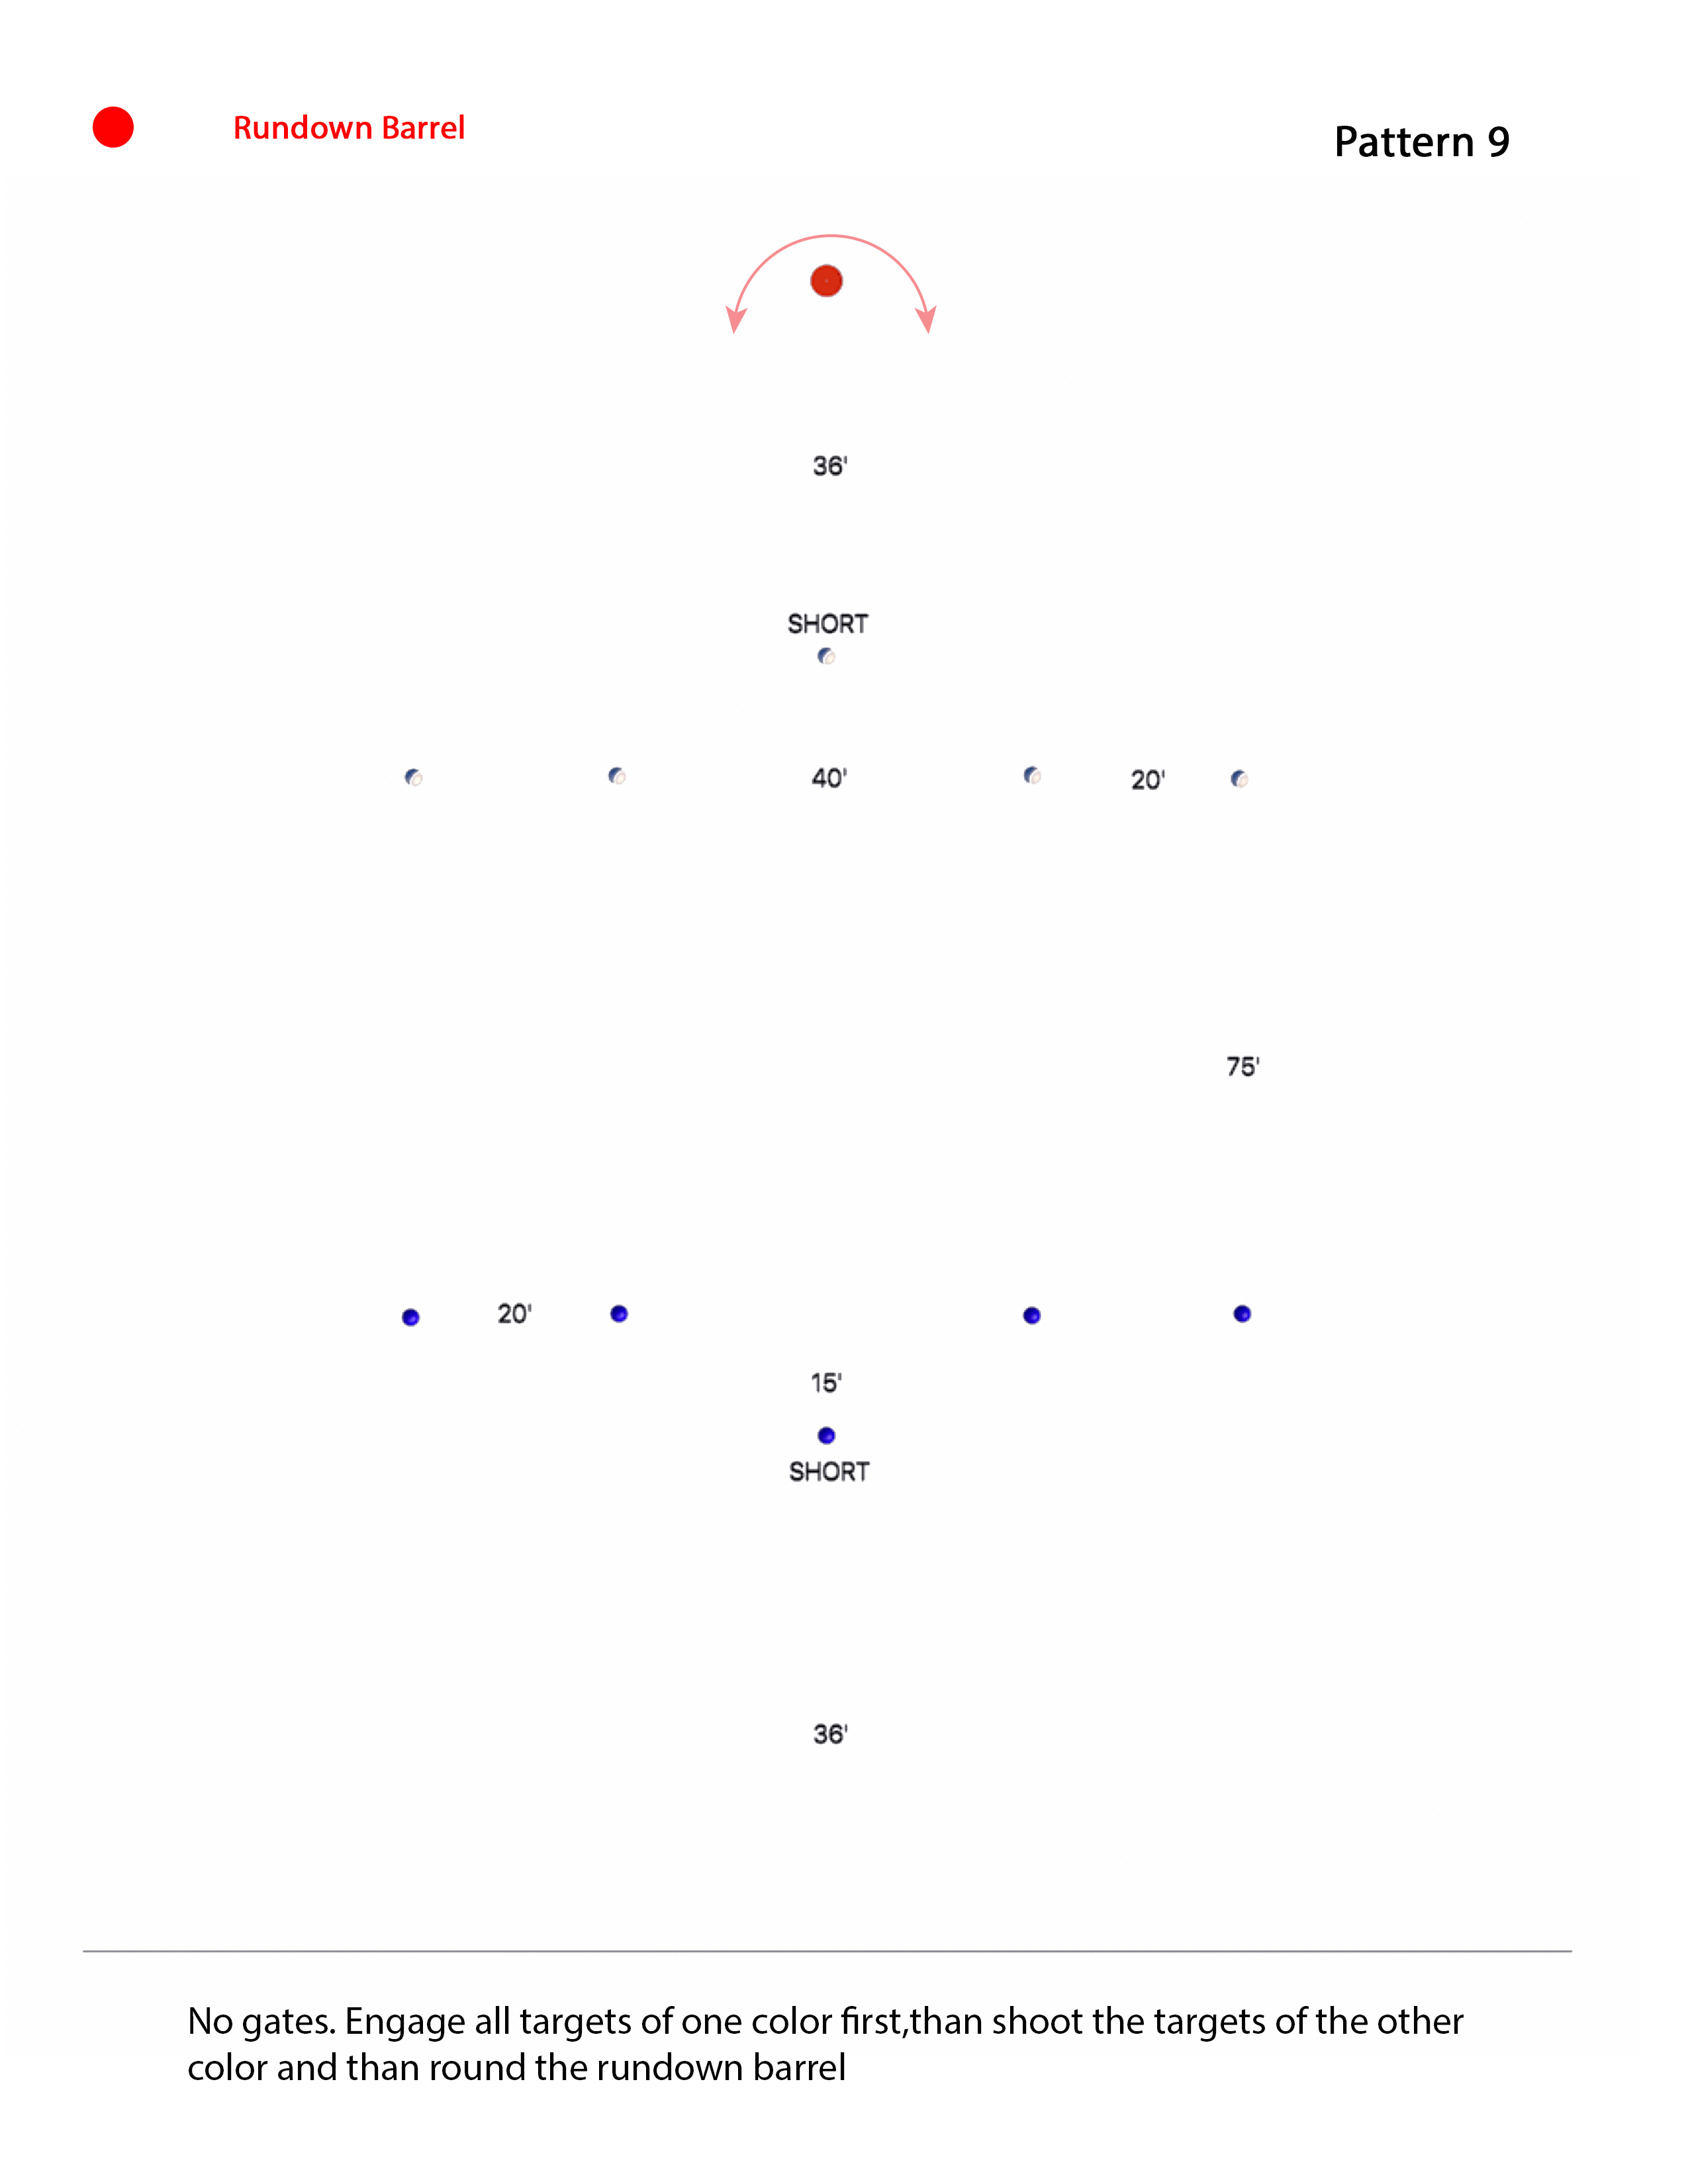 Rundown Barrel
Pattern 9
36'
SHORT
40'
20'
75'
20'
15'
SHORT
36'
No gates. Engage all targets of one color first,than shoot the targets of the other
color and than round the rundown barrel